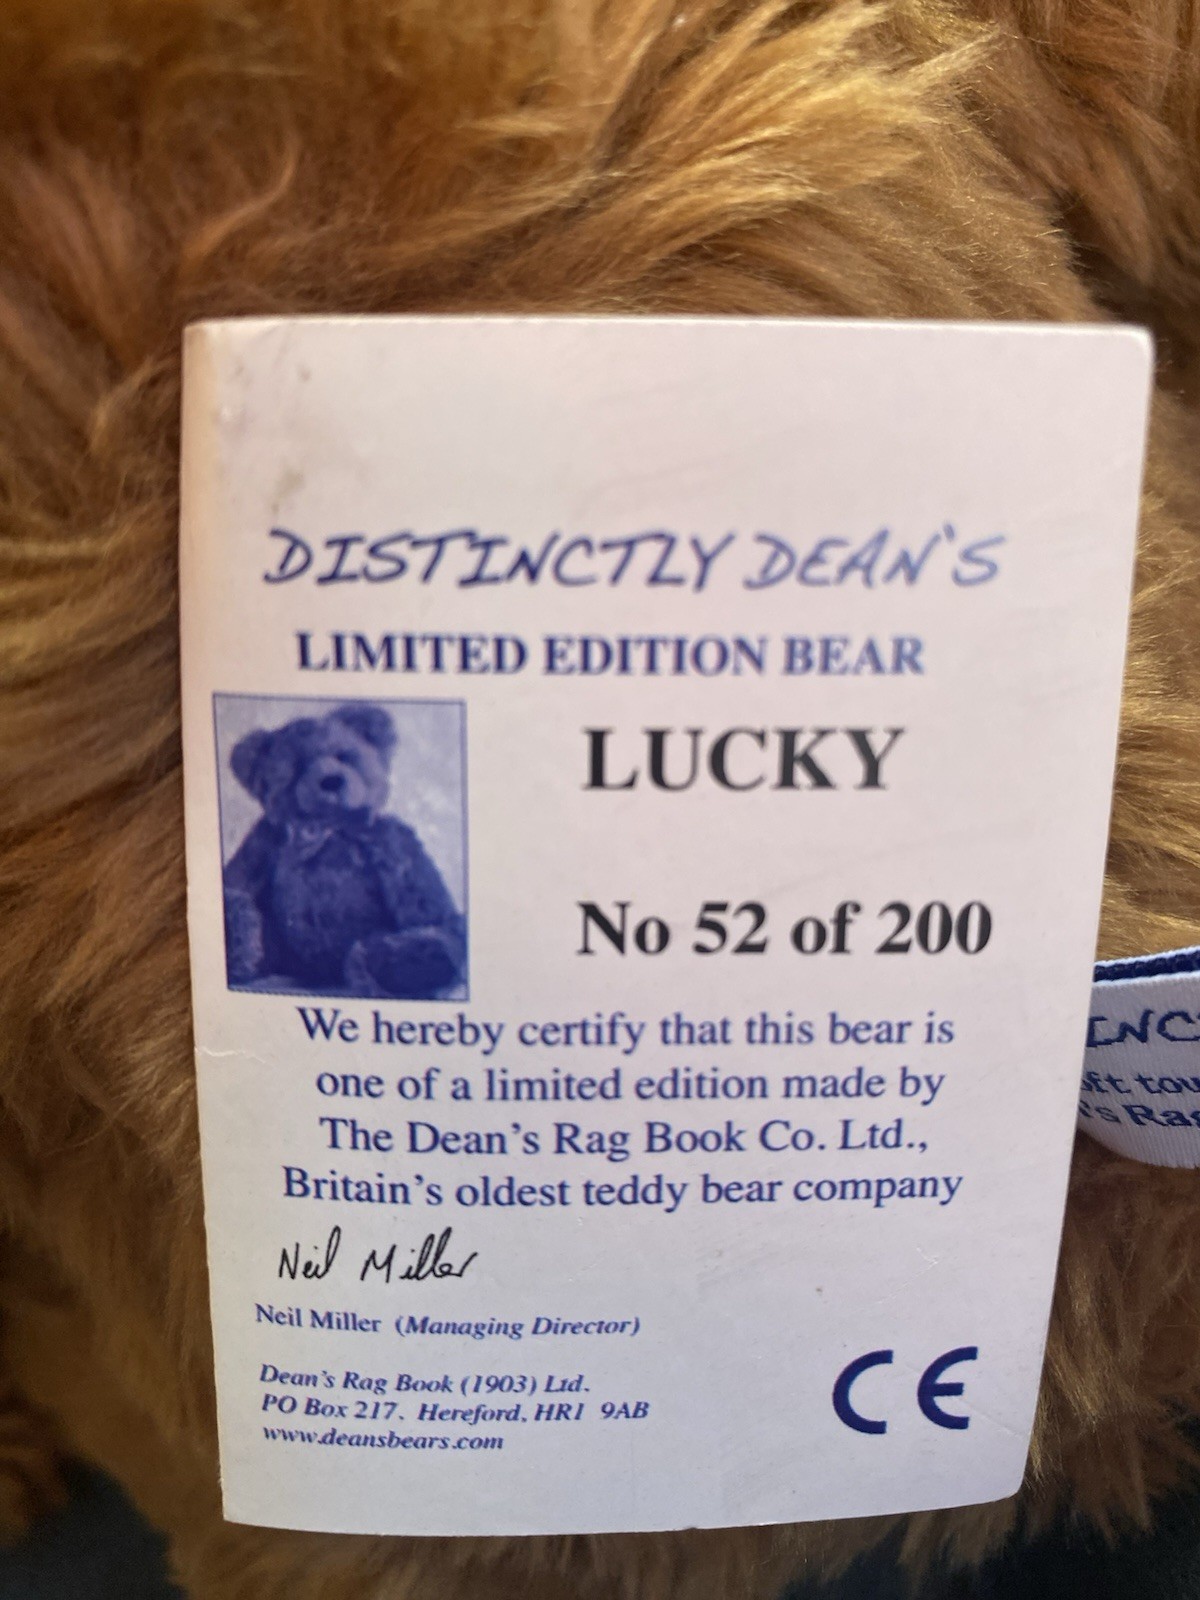 DISTINCTLY DEAN'S
LIMITED EDITION BEAR
LUCKY
No 52 of 200
We hereby certify that this bear is
one of a limited edition made by
The Dean's Rag Book Co. Ltd.,
Britain's oldest teddy bear company
Neil Miller
Neil Miller (Managing Director)
Dean's Rag Book (1903) Ltd.
PO Box 217. Hereford, HR1 9AB
www.deansbears.com
CE